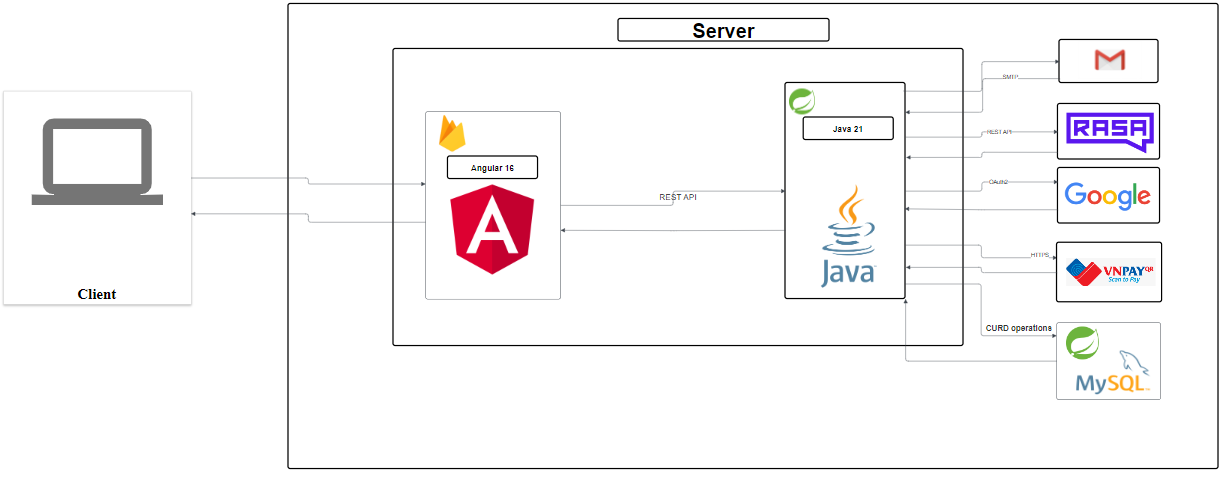 Server
Client
Angular 16
REST API
Java 21
Java
SMTP
REST API
RASA
OAuth2
Google
HTTPS
VNPAYQR
Scan to Pay
CURD operations
MySQL